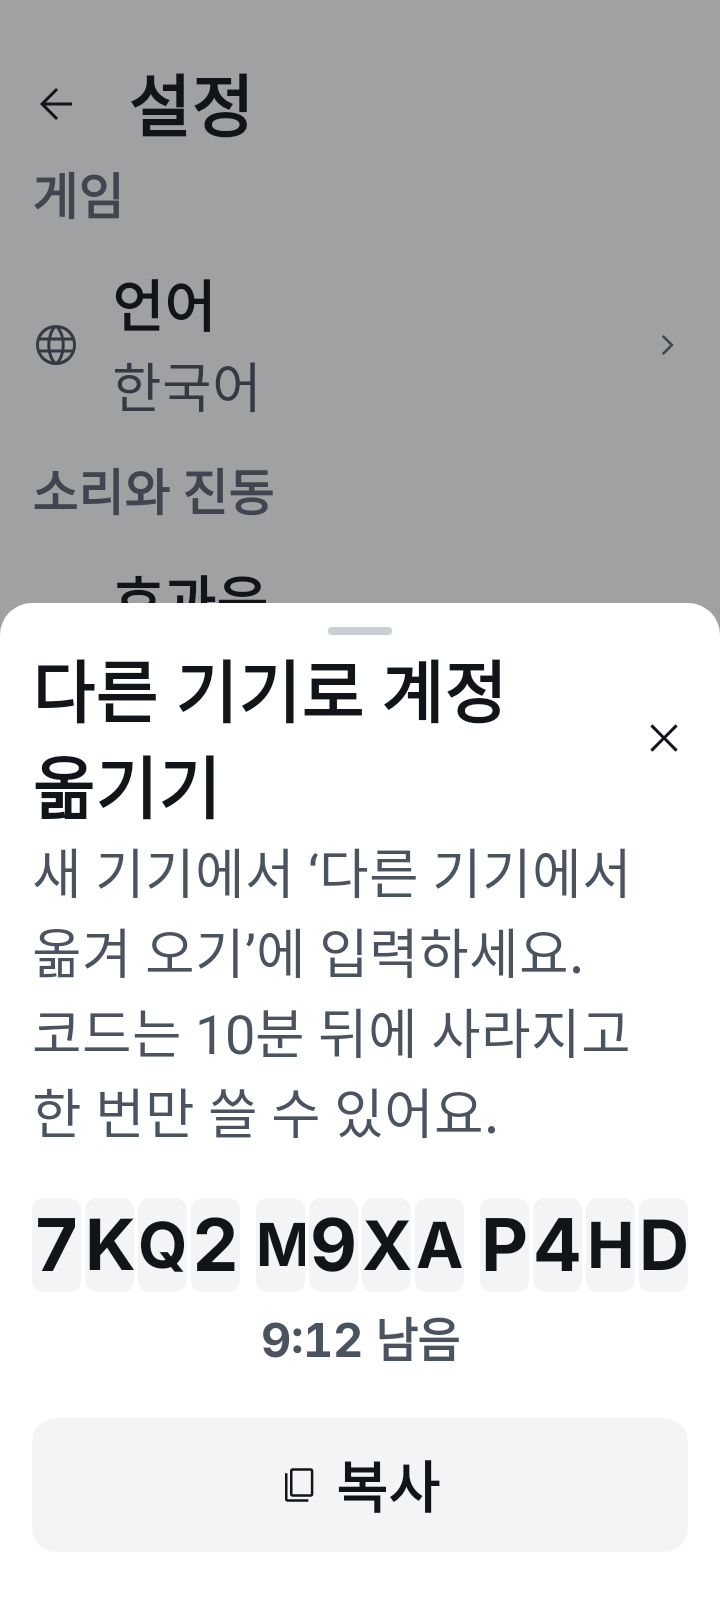 설정
게임
언어
한국어
소리와 진동
효과음
다른 기기로 계정
옮기기
새 기기에서 ‘다른 기기에서
옮겨 오기’에 입력하세요.
코드는 10분 뒤에 사라지고
한 번만 쓸 수 있어요.
7KQ2 M9XA P4HD
9:12 남음
복사